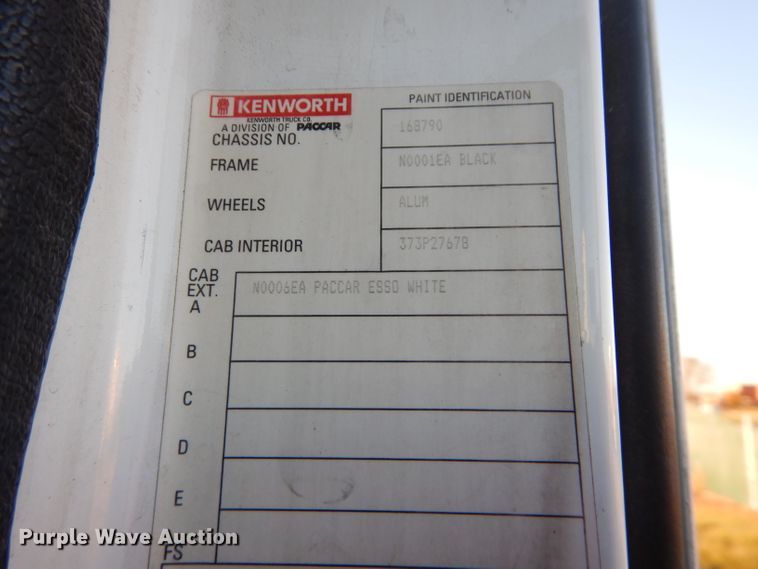 KENWORTH
KENWORTH TRUCK CO.
A DIVISION OF PACCAR
PAINT IDENTIFICATION
CHASSIS NO. 168790
FRAME N0001EA BLACK
WHEELS ALUM
CAB INTERIOR 373P2767B
CAB EXT. A N0006EA PACCAR ESSO WHITE
B
C
D
E
FS
Purple Wave Auction